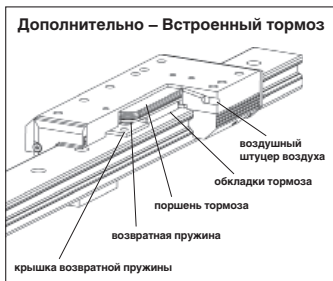 Дополнительно – Встроенный тормоз
воздушный
штуцер воздуха
обкладки тормоза
поршень тормоза
возвратная пружина
крышка возвратной пружины